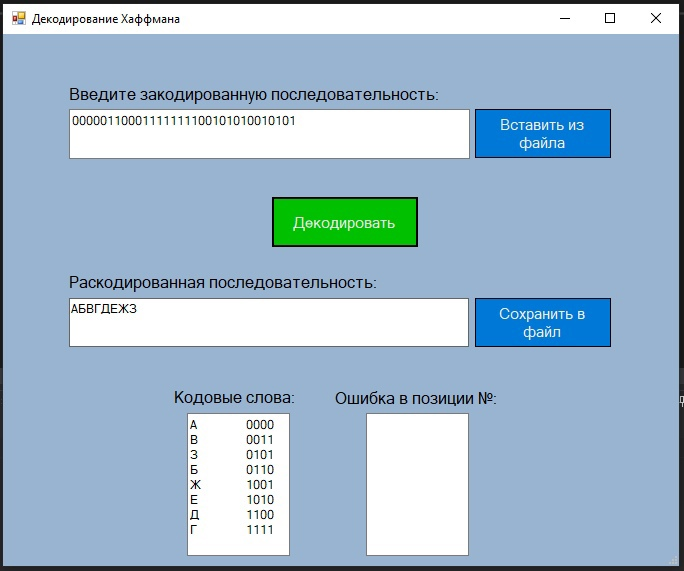 Декодирование Хаффмана
Введите закодированную последовательность:
00000110001111111100101010010101
Вставить из
файла
Декодировать
Раскодированная последовательность:
АБВГДЕЖЗ
Сохранить в
файл
Кодовые слова:
Ошибка в позиции №:
А 0000
В 0011
З 0101
Б 0110
Ж 1001
Е 1010
Д 1100
Г 1111